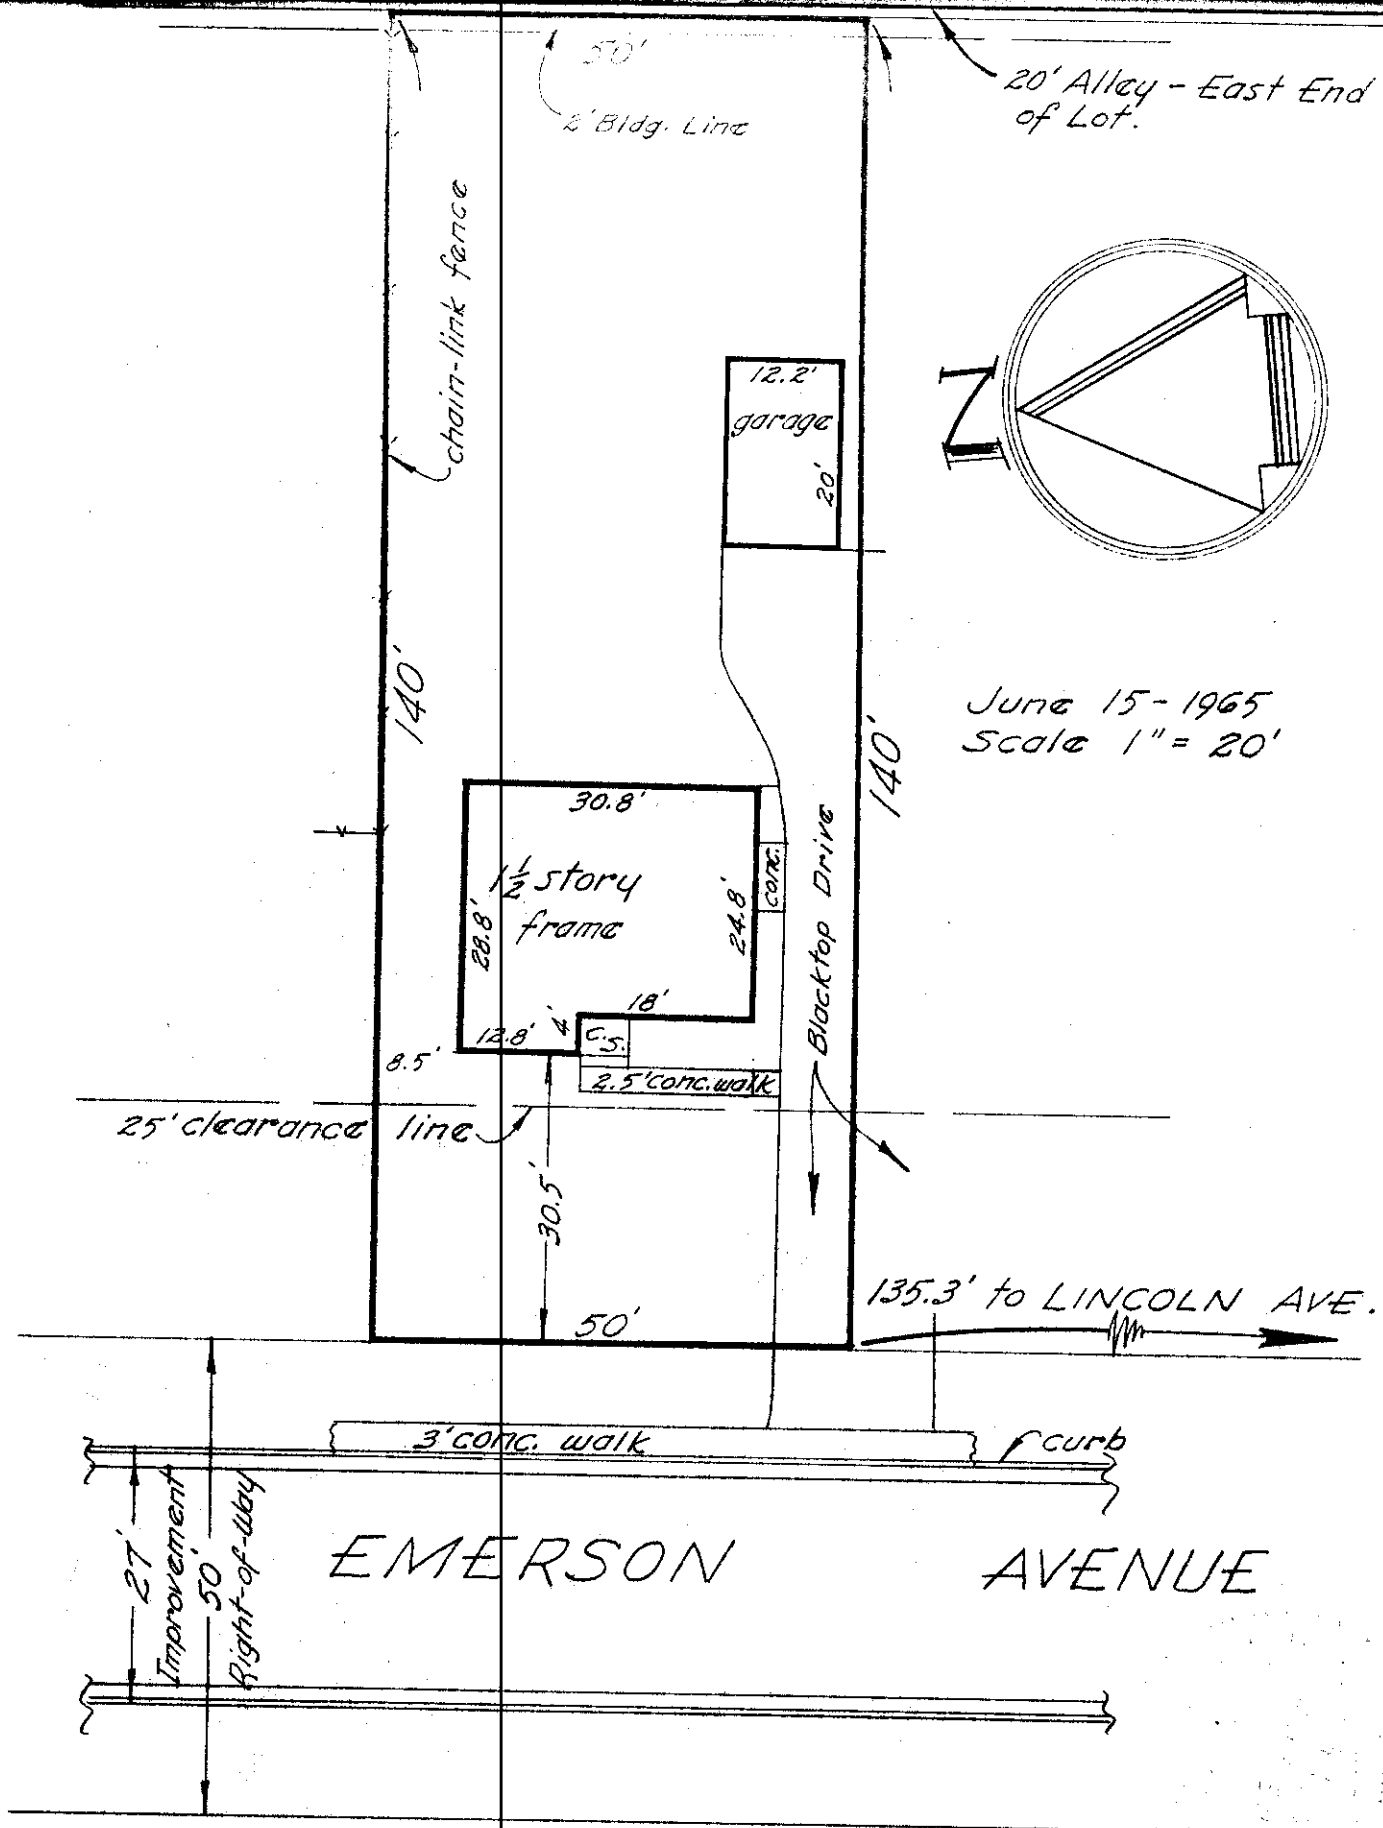 50'
2' Bldg. Line
20' Alley - East End
of Lot.
chain-link fence
12.2'
garage
20'
N
140'
140'
June 15 - 1965
Scale 1" = 20'
30.8'
1 1/2 story
frame
28.8'
24.8'
conc.
Blacktop Drive
18'
12.8'
4'
C.S.
8.5'
2.5' conc. walk
25' clearance line
30.5'
135.3' to LINCOLN AVE.
50'
3' conc. walk
curb
27'
Improvement
50'
Right-of-way
EMERSON AVENUE